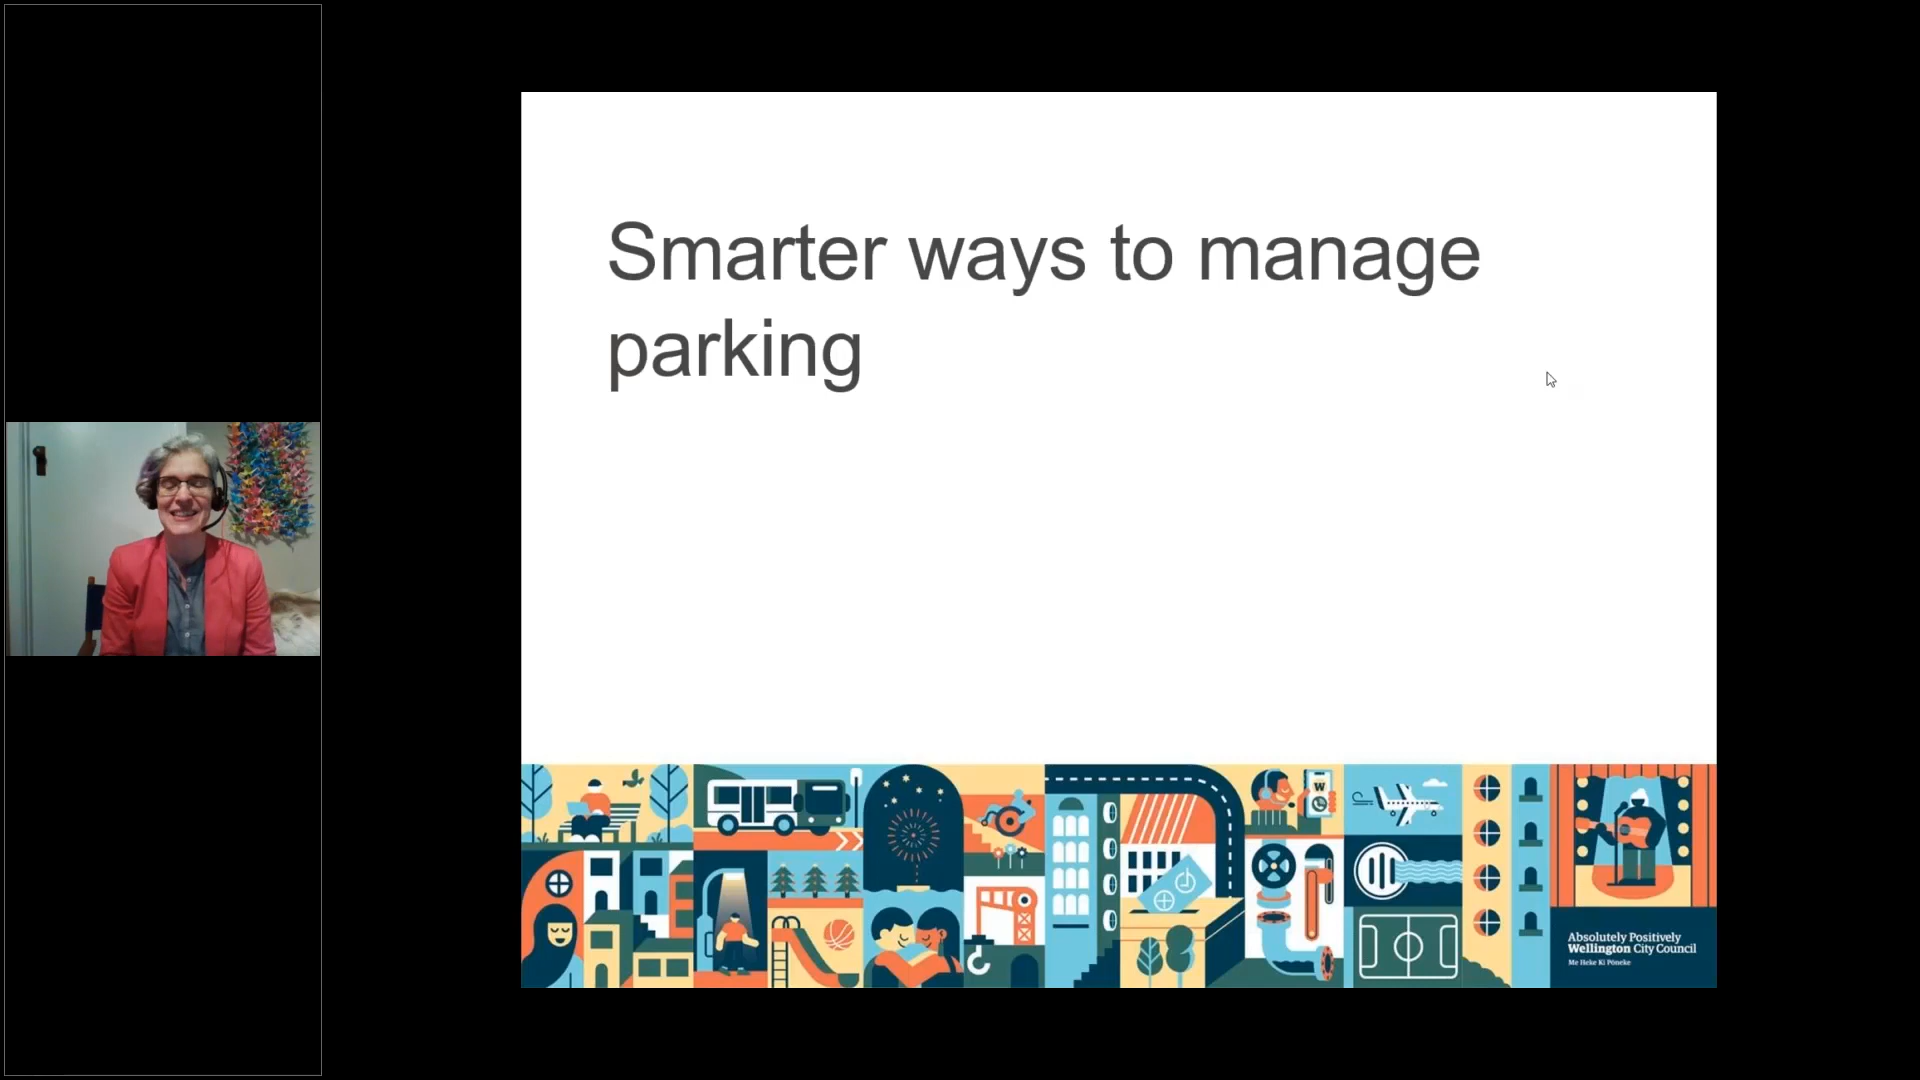 Smarter ways to manage
parking
W
Absolutely Positively
Wellington City Council
Me Heke Ki Pōneke